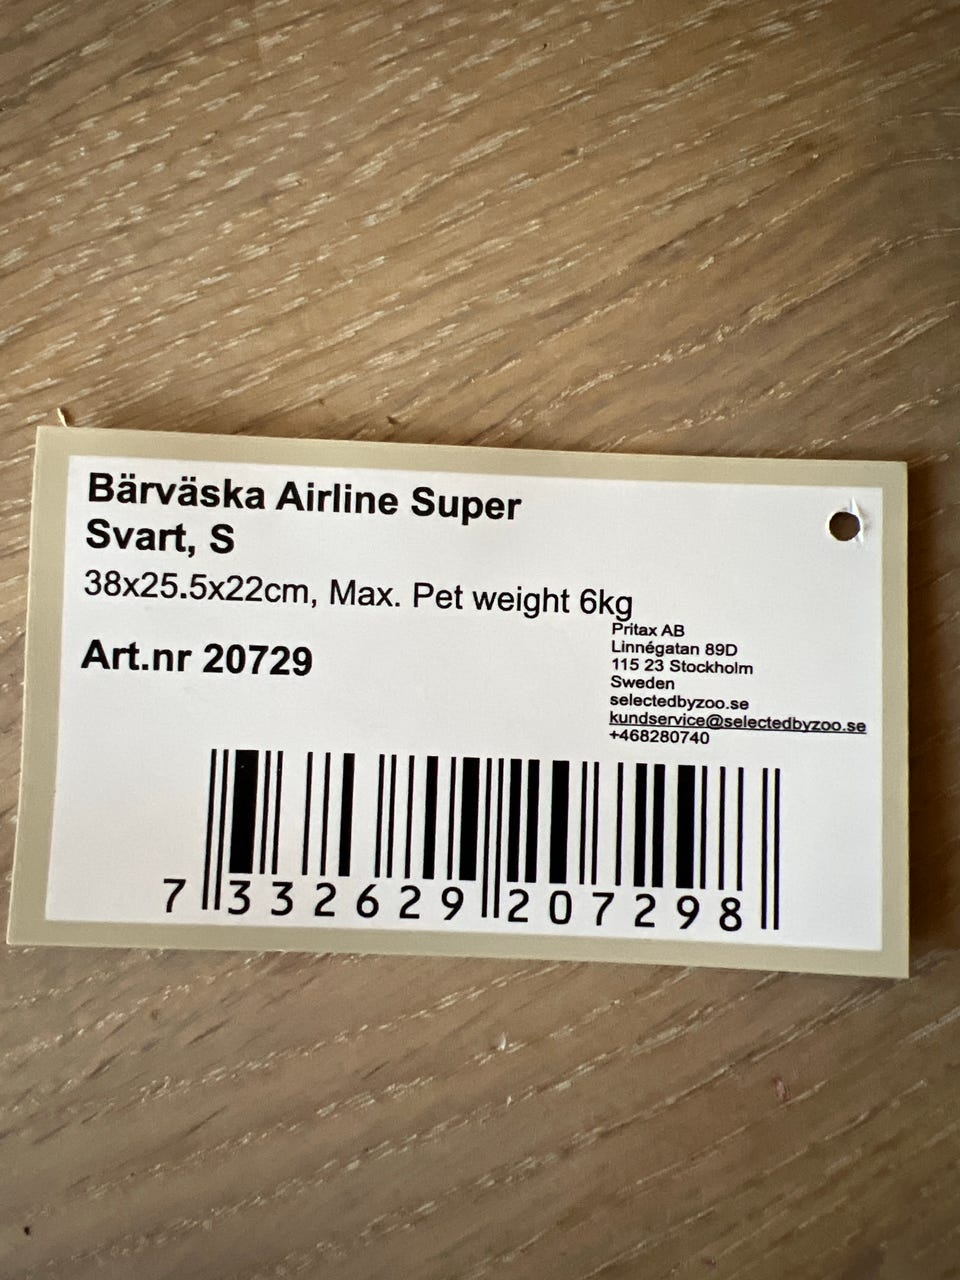 Bärväska Airline Super
Svart, S
38x25.5x22cm, Max. Pet weight 6kg
Art.nr 20729
Pritax AB
Linnégatan 89D
115 23 Stockholm
Sweden
selectedbyzoo.se
kundservice@selectedbyzoo.se
+468280740
7 332629 207298